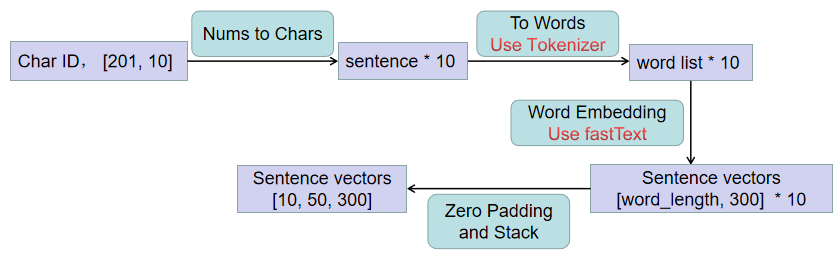 Char ID， [201, 10]
Nums to Chars
sentence * 10
To Words
Use Tokenizer
word list * 10
Word Embedding
Use fastText
Sentence vectors
[word_length, 300] * 10
Zero Padding
and Stack
Sentence vectors
[10, 50, 300]